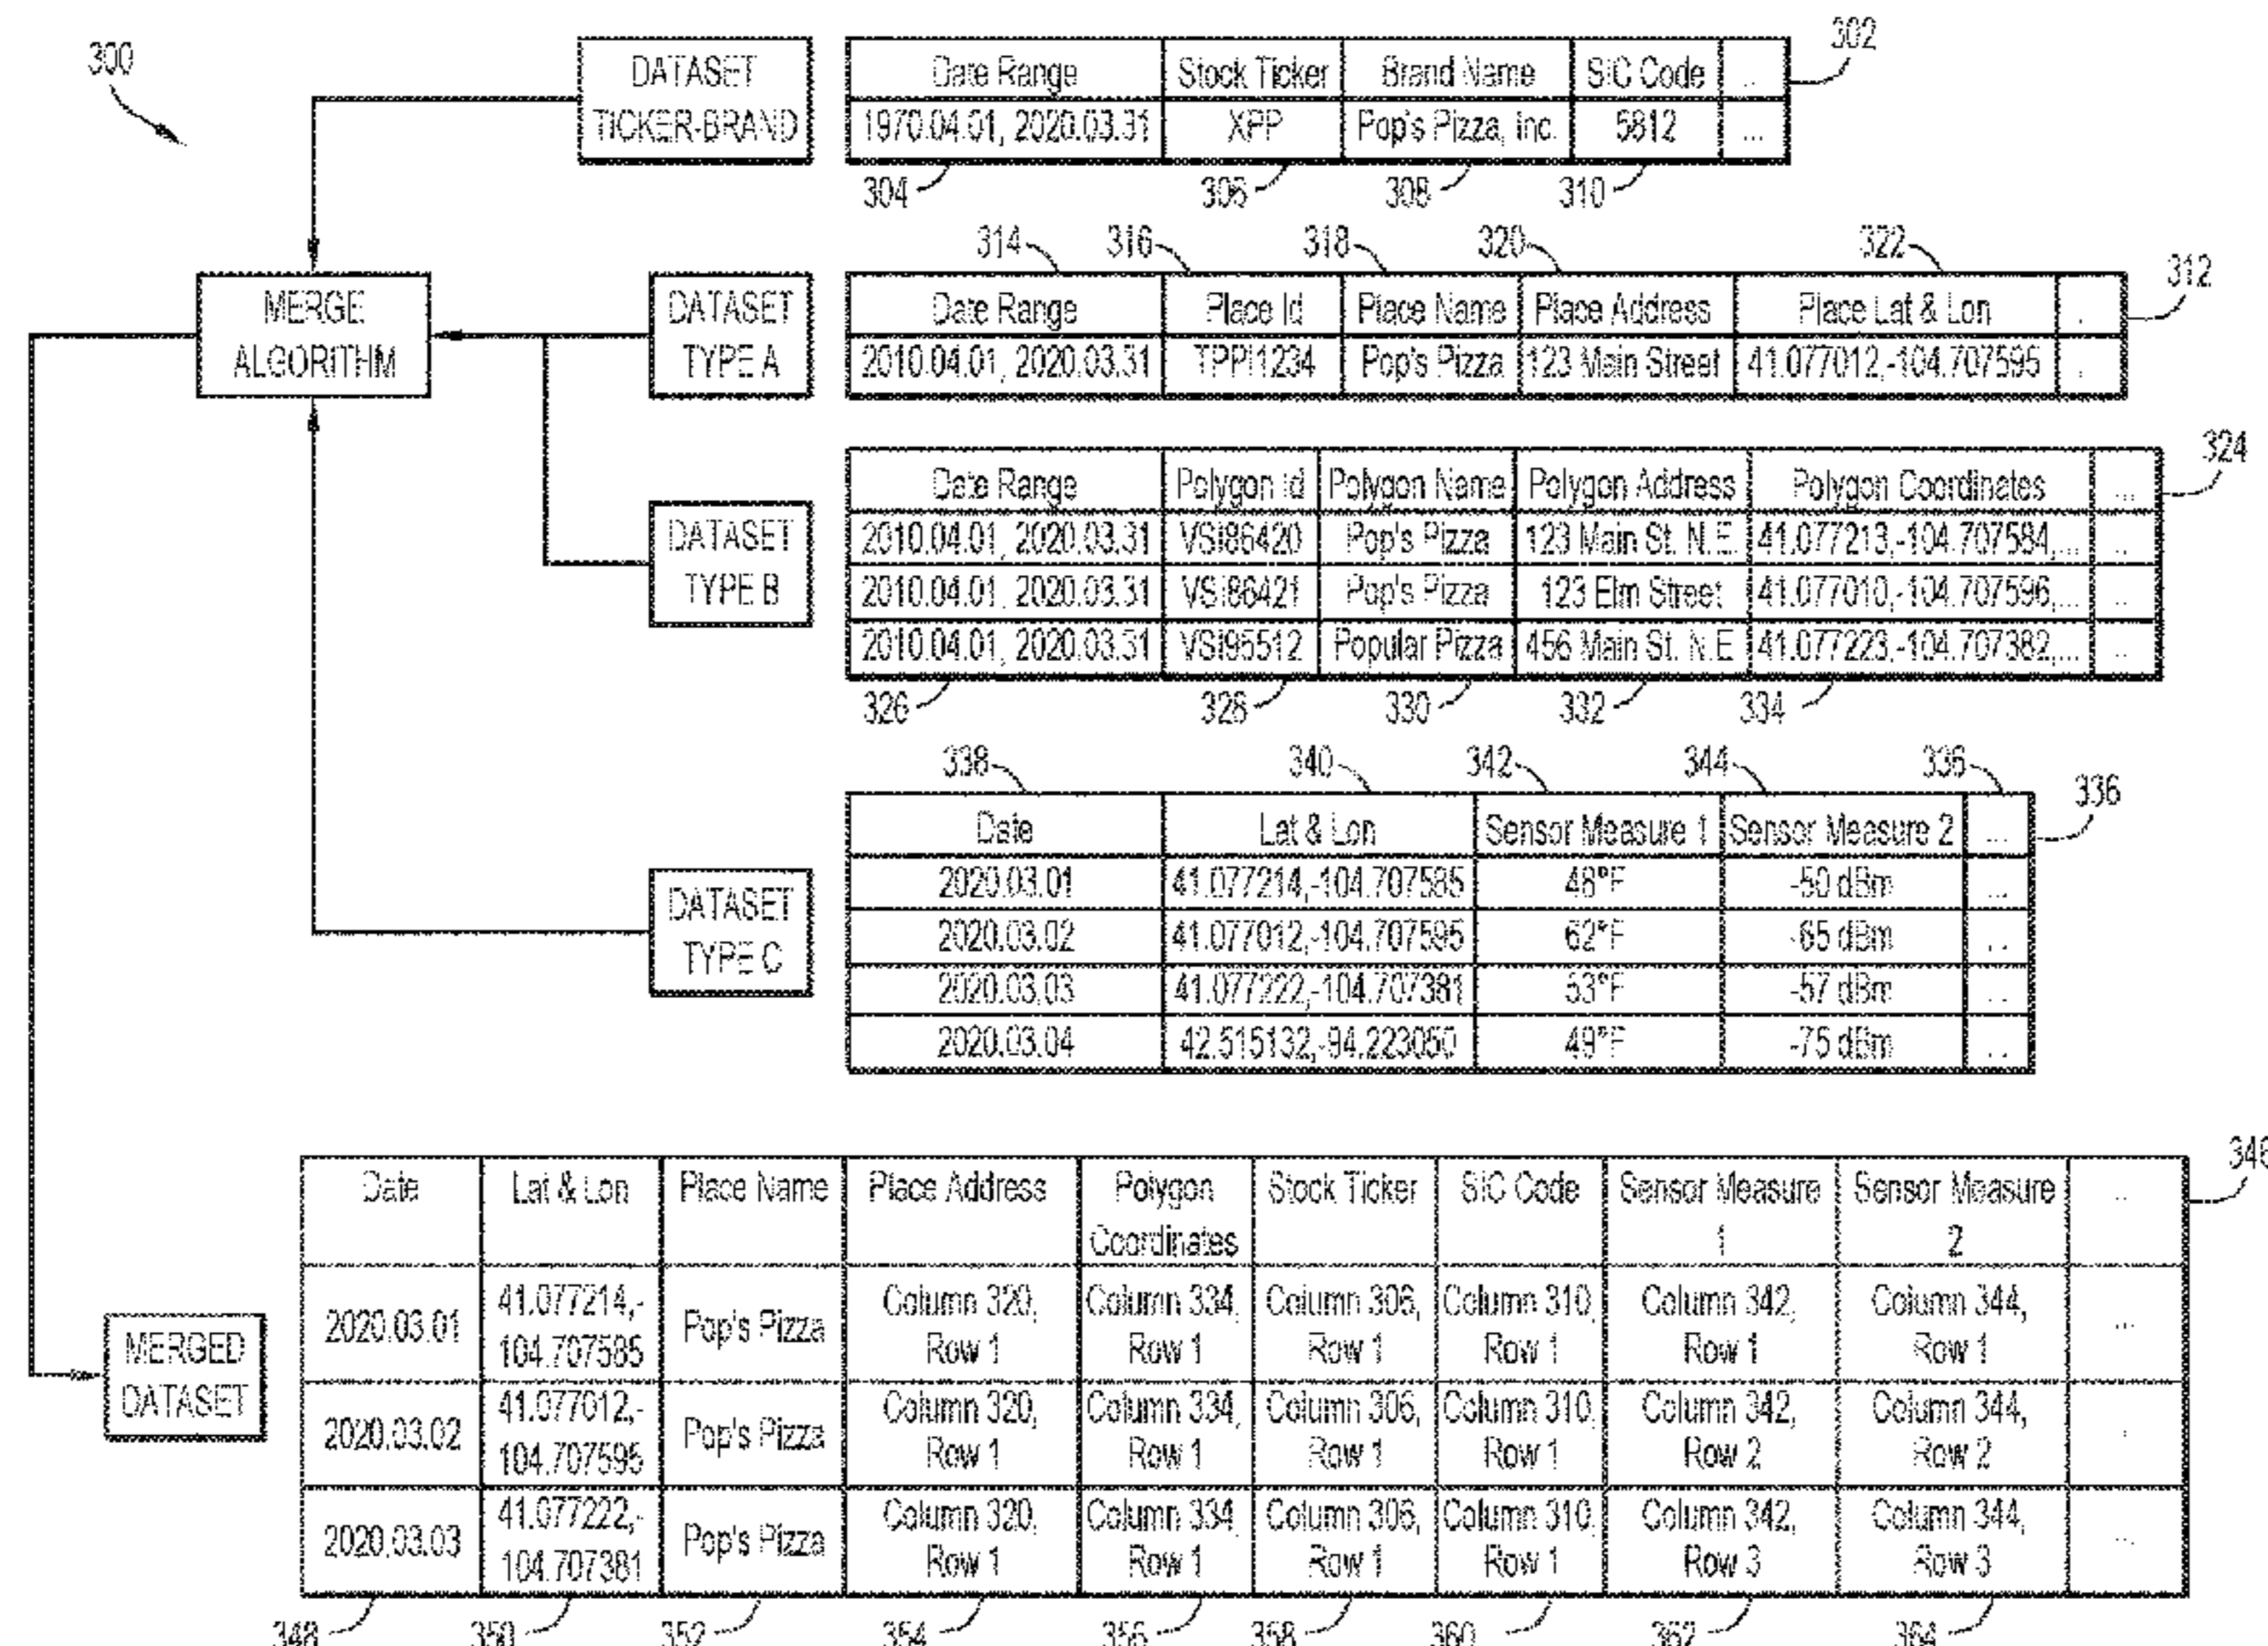 300
DATASET TICKER-BRAND
Date Range Stock Ticker Brand Name SIC Code ... 302
1970.04.01, 2020.03.31 XPP Pop's Pizza, Inc. 5812 ...
304 306 308 310
MERGE ALGORITHM
DATASET TYPE A
314 316 318 320 322
Date Range Place Id Place Name Place Address Place Lat & Lon . 312
2010.04.01, 2020.03.31 TPPI1234 Pop's Pizza 123 Main Street 41.077012,-104.707595 .
DATASET TYPE B
Date Range Polygon Id Polygon Name Polygon Address Polygon Coordinates ... 324
2010.04.01, 2020.03.31 VSI86420 Pop's Pizza 123 Main St. N.E. 41.077213,-104.707584,... ..
2010.04.01, 2020.03.31 VSI86421 Pop's Pizza 123 Elm Street 41.077010,-104.707596,... ..
2010.04.01, 2020.03.31 VSI95512 Popular Pizza 456 Main St. N.E 41.077223,-104.707382,... ..
326 328 330 332 334
DATASET TYPE C
338 340 342 344 336
Date Lat & Lon Sensor Measure 1 Sensor Measure 2 ... 336
2020.03.01 41.077214,-104.707585 48°F -50 dBm ...
2020.03.02 41.077012,-104.707595 62°F -65 dBm ...
2020.03.03 41.077222,-104.707381 53°F -57 dBm ...
2020.03.04 42.515132,-94.223050 49°F -75 dBm ...
MERGED DATASET
Date Lat & Lon Place Name Place Address Polygon Coordinates Stock Ticker SIC Code Sensor Measure 1 Sensor Measure 2 .. 346
2020.03.01 41.077214,-104.707585 Pop's Pizza Column 320, Row 1 Column 334, Row 1 Column 306, Row 1 Column 310, Row 1 Column 342, Row 1 Column 344, Row 1 ...
2020.03.02 41.077012,-104.707595 Pop's Pizza Column 320, Row 1 Column 334, Row 1 Column 306, Row 1 Column 310, Row 1 Column 342, Row 2 Column 344, Row 2 .
2020.03.03 41.077222,-104.707381 Pop's Pizza Column 320, Row 1 Column 334, Row 1 Column 306, Row 1 Column 310, Row 1 Column 342, Row 3 Column 344, Row 3 ...
348 350 352 354 356 358 360 362 364